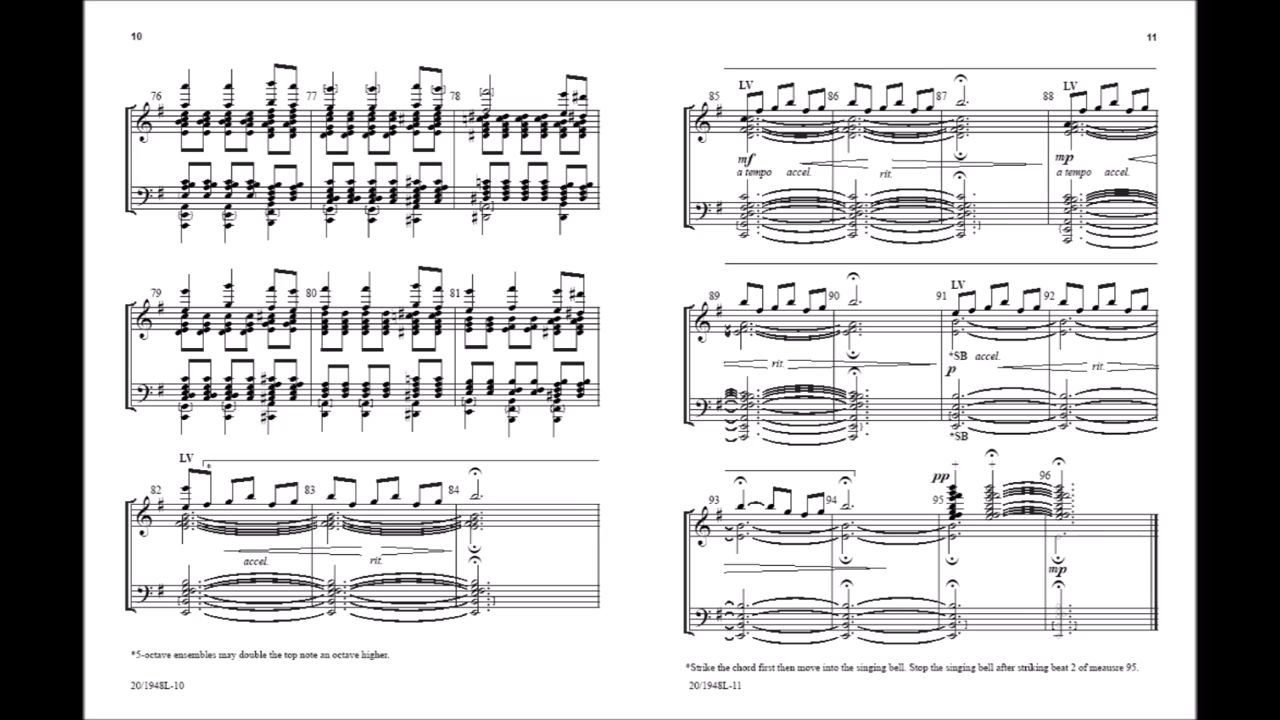 10
76 77 78
79 80 81
LV
*
82 83 84
accel. rit.
*5-octave ensembles may double the top note an octave higher.
20/1948L-10
11
LV LV
85 86 87 88
mf mp
a tempo accel. rit. a tempo accel.
LV
89 90 91 92
*SB accel.
rit. p rit.
*SB
pp
93 94 95 96
mp
*Strike the chord first then move into the singing bell. Stop the singing bell after striking beat 2 of meausre 95.
20/1948L-11